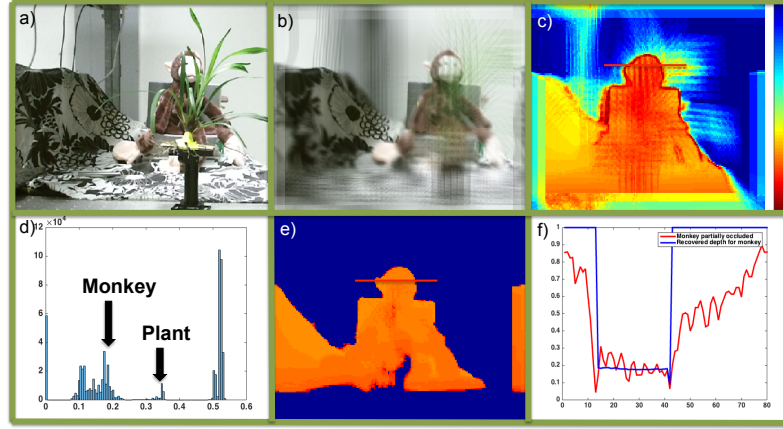 a)
b)
c)
d)
12 ×10⁴
10
8
6
4
2
0
0 0.1 0.2 0.3 0.4 0.5 0.6
Monkey
Plant
e)
f)
1
0.9
0.8
0.7
0.6
0.5
0.4
0.3
0.2
0.1
0
0 10 20 30 40 50 60 70 80
Monkey partially occluded
Recovered depth for monkey